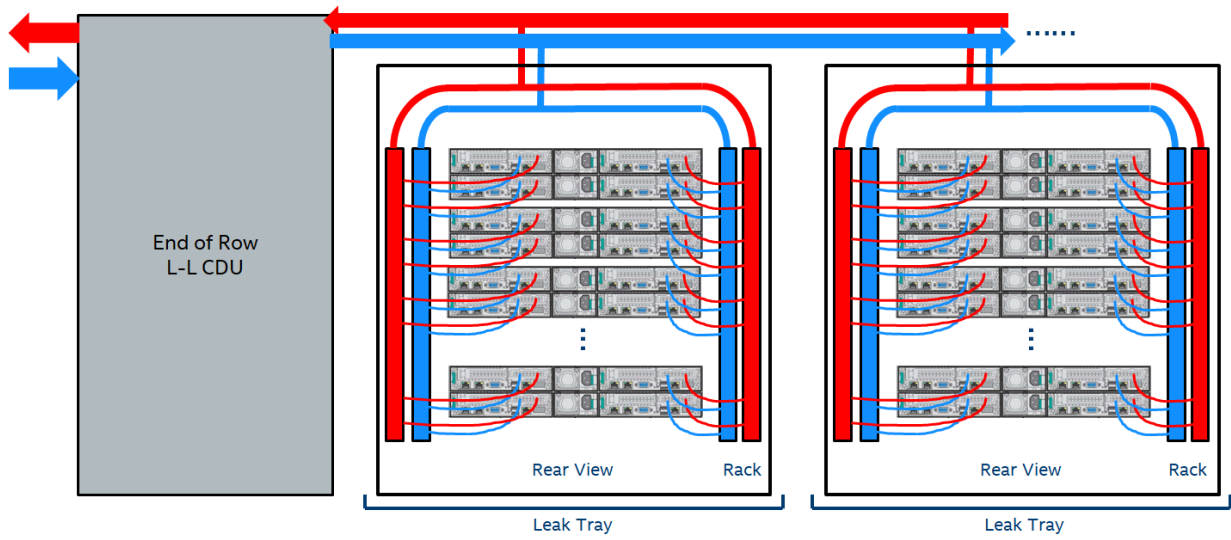 End of Row
L-L CDU
Rear View
Rack
Leak Tray
Rear View
Rack
Leak Tray